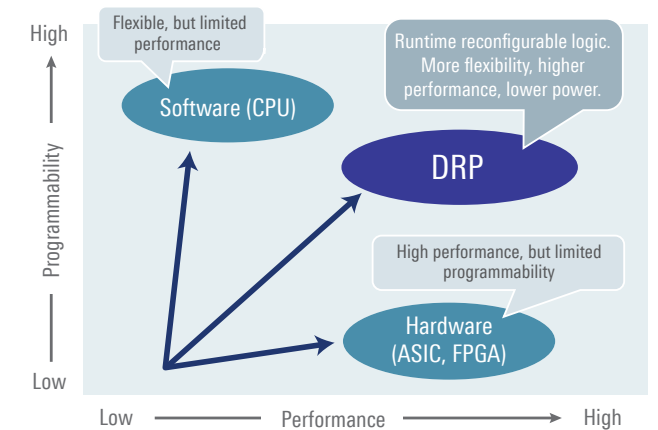 High
Flexible, but limited
performance
Runtime reconfigurable logic.
More flexibility, higher
performance, lower power.
Software (CPU)
DRP
Programmability
High performance, but limited
programmability
Hardware
(ASIC, FPGA)
Low
Low
Performance
High